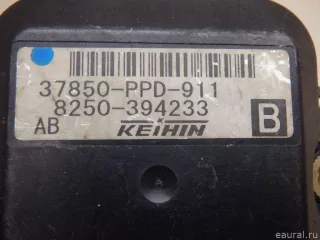 37850-PPD-911
8250-394233
AB KEIHIN B
eaural.ru